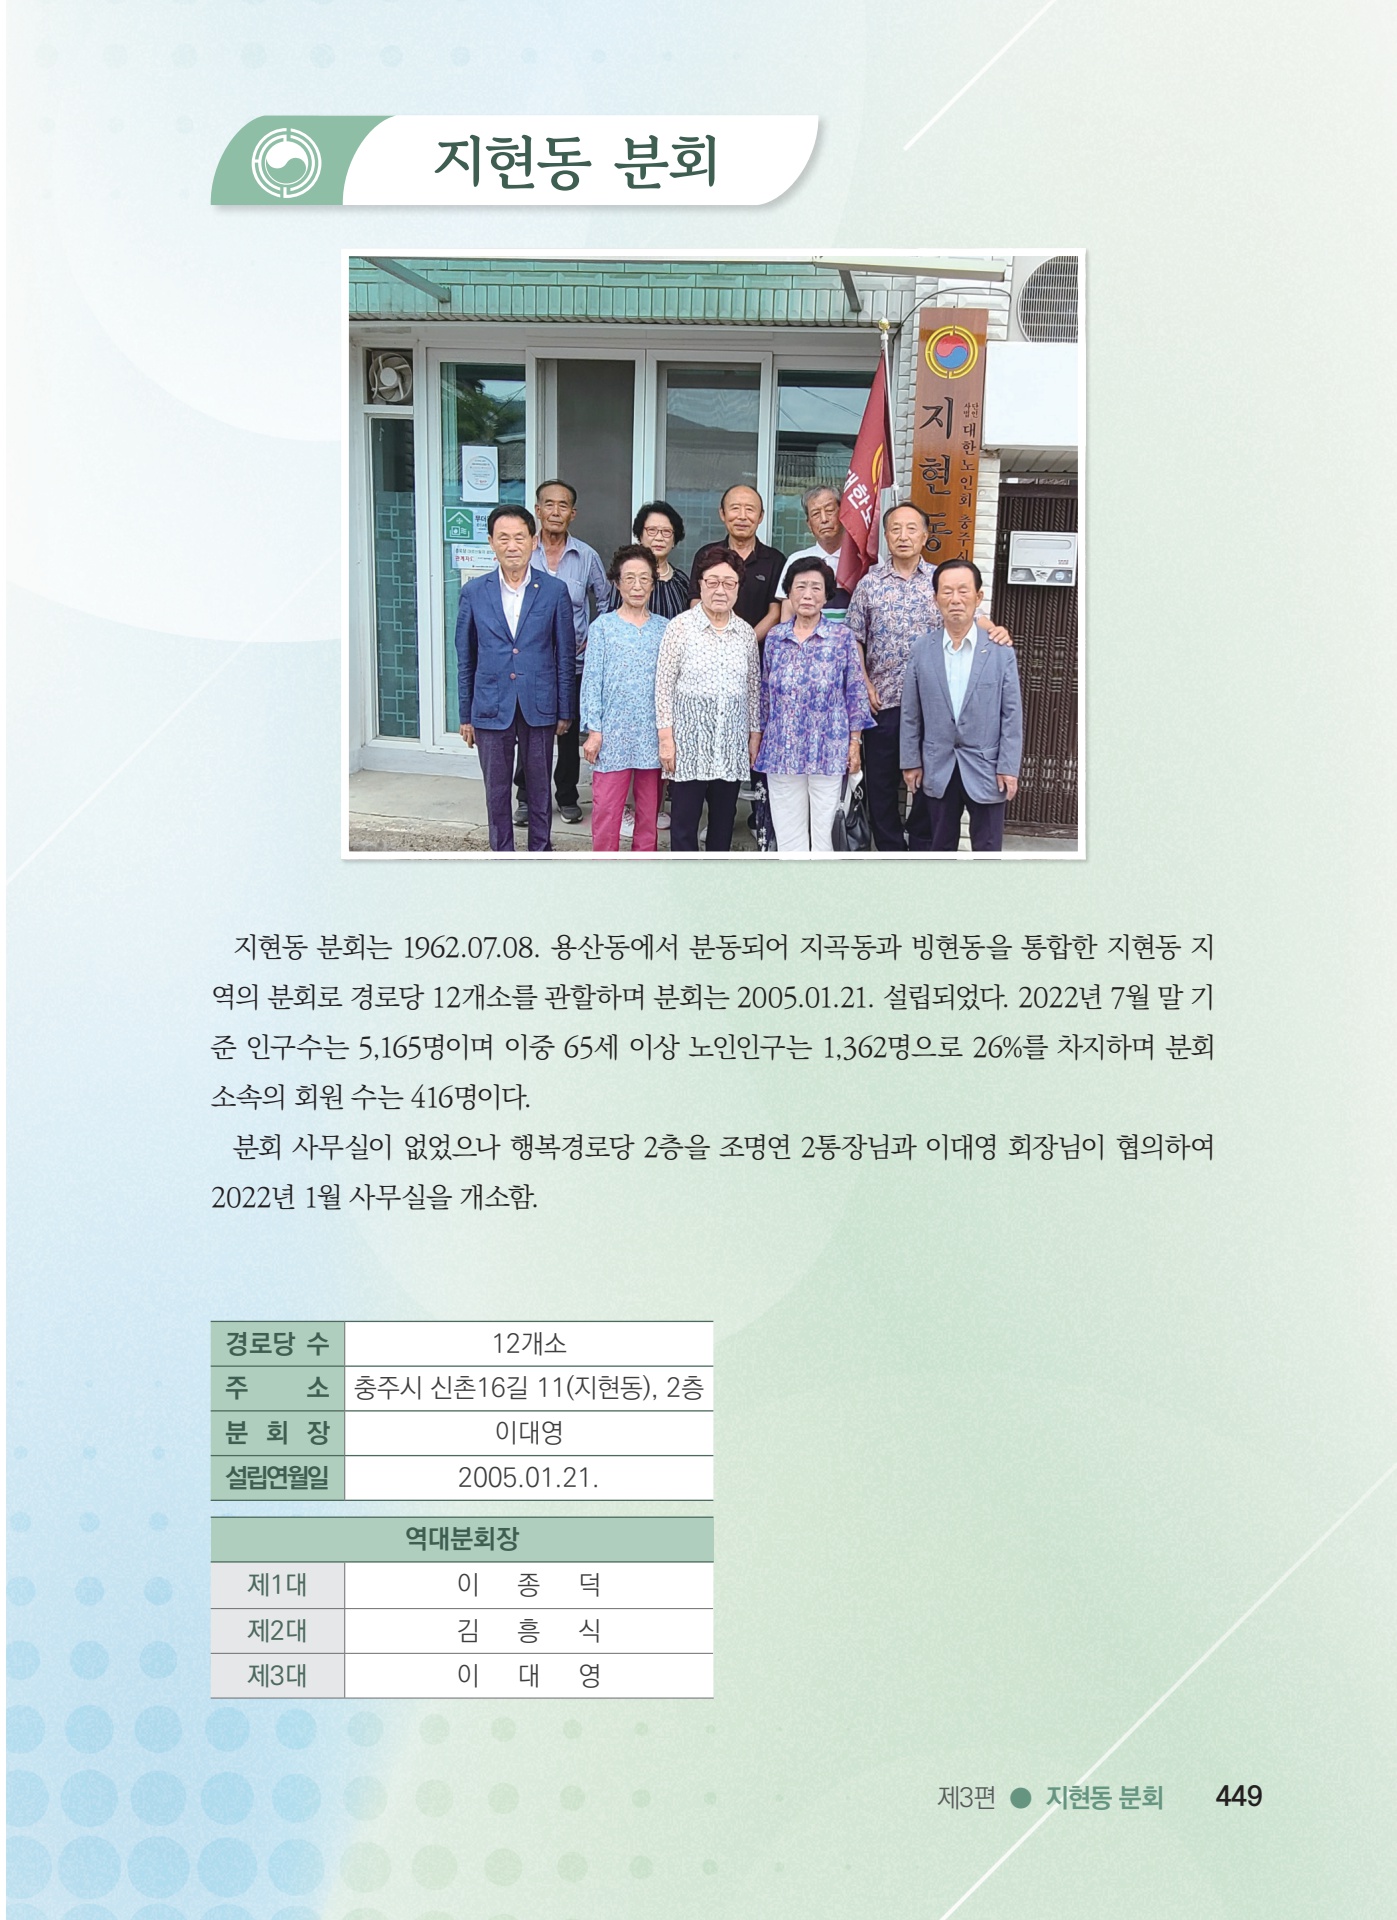 지현동 분회
지현동
사단법인 대한노인회 충주시
대한노
지현동 분회는 1962.07.08. 용산동에서 분동되어 지곡동과 빙현동을 통합한 지현동 지
역의 분회로 경로당 12개소를 관할하며 분회는 2005.01.21. 설립되었다. 2022년 7월 말 기
준 인구수는 5,165명이며 이중 65세 이상 노인인구는 1,362명으로 26%를 차지하며 분회
소속의 회원 수는 416명이다.
분회 사무실이 없었으나 행복경로당 2층을 조명연 2통장님과 이대영 회장님이 협의하여
2022년 1월 사무실을 개소함.
경로당 수 12개소
주 소 충주시 신촌16길 11(지현동), 2층
분 회 장 이대영
설립연월일 2005.01.21.
역대분회장
제1대 이 종 덕
제2대 김 흥 식
제3대 이 대 영
제3편 ● 지현동 분회 449